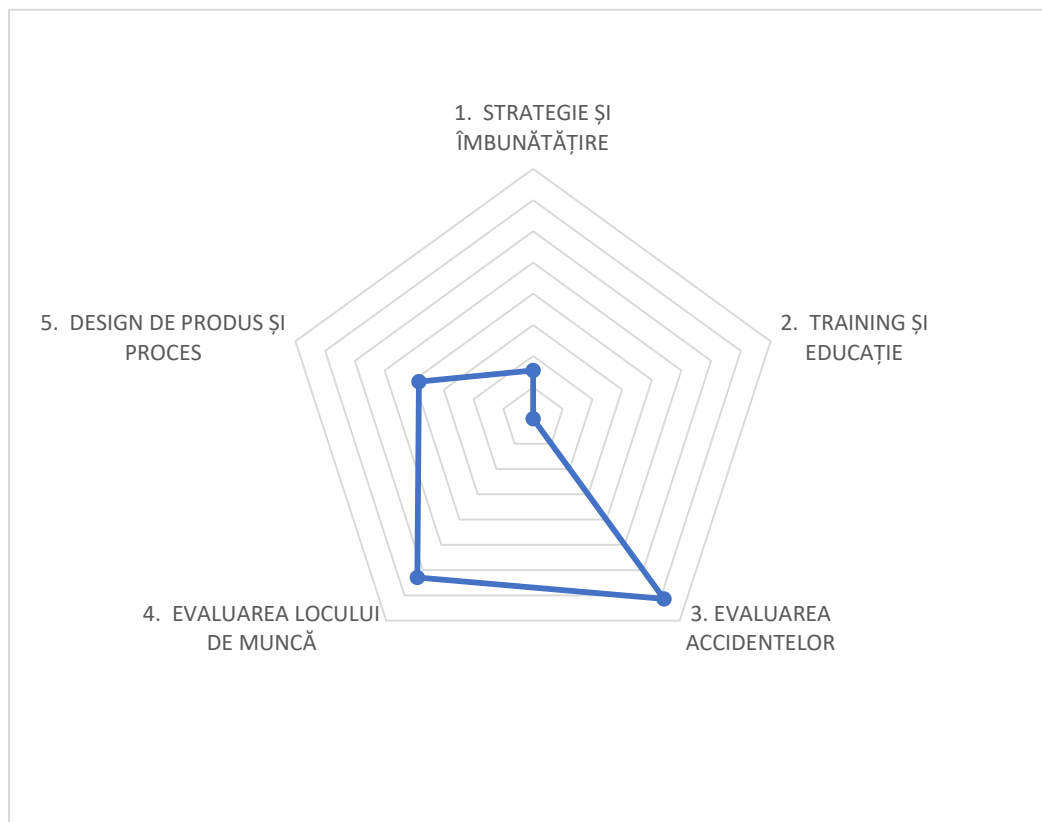 1. STRATEGIE ȘI
ÎMBUNĂTĂȚIRE
2. TRAINING ȘI
EDUCAȚIE
3. EVALUAREA
ACCIDENTELOR
4. EVALUAREA LOCULUI
DE MUNCĂ
5. DESIGN DE PRODUS ȘI
PROCES